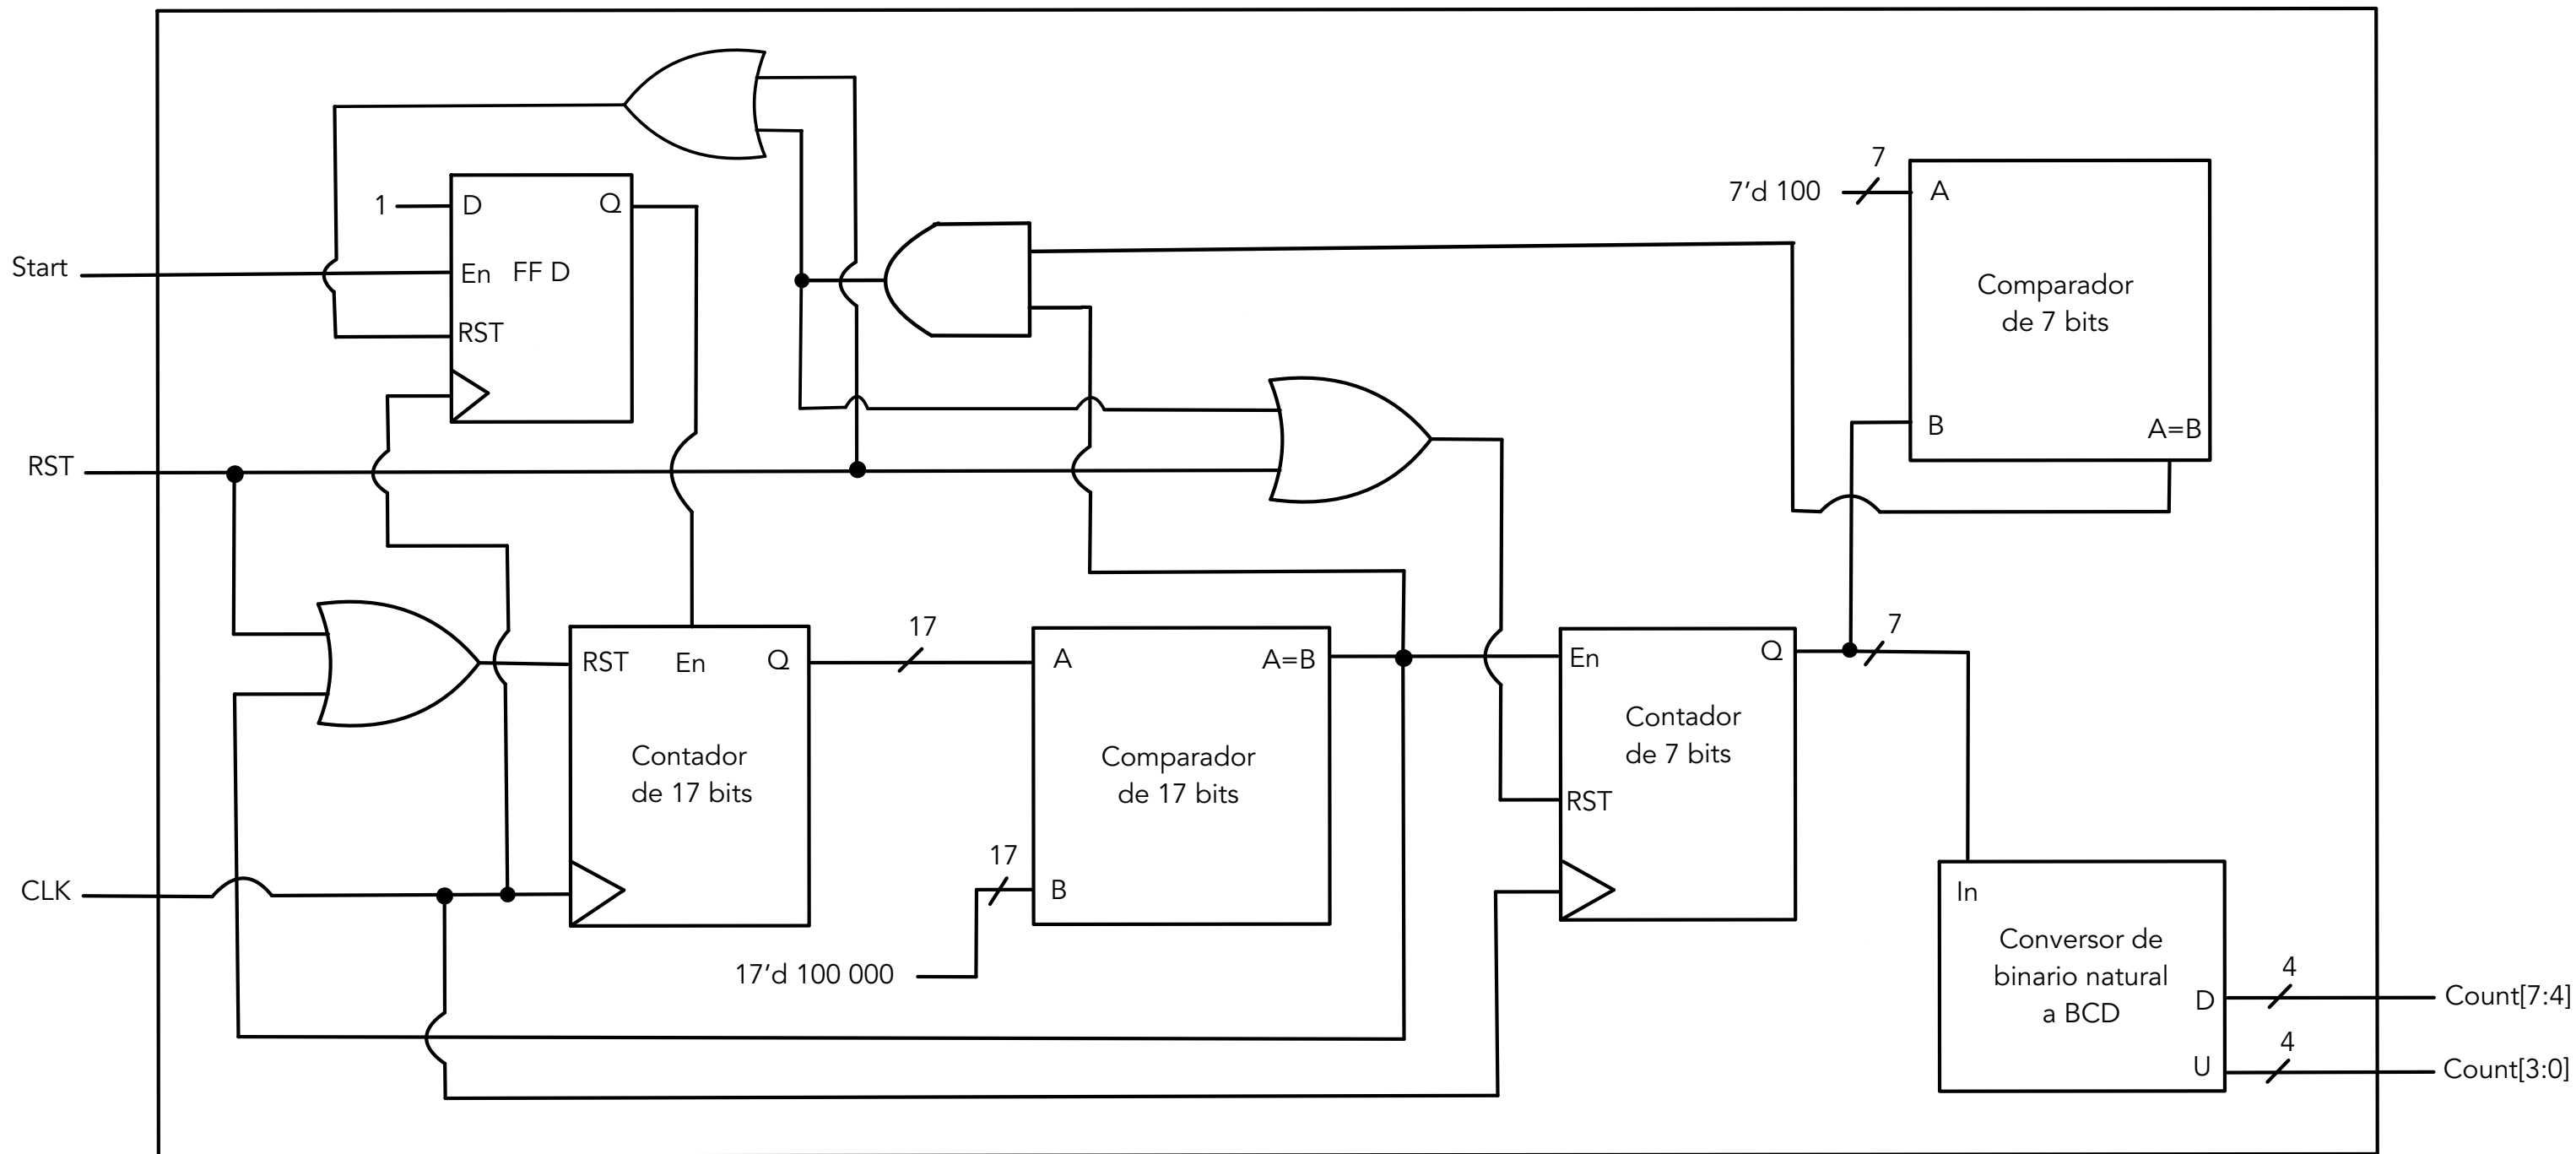 7
7'd 100
A
1
D
Q
Start
En
FF D
Comparador
de 7 bits
RST
B
A=B
RST
17
7
RST
En
Q
A
A=B
En
Q
Contador
de 7 bits
Contador
de 17 bits
Comparador
de 17 bits
RST
17
CLK
B
In
17'd 100 000
Conversor de
binario natural
a BCD
4
D
Count[7:4]
4
U
Count[3:0]